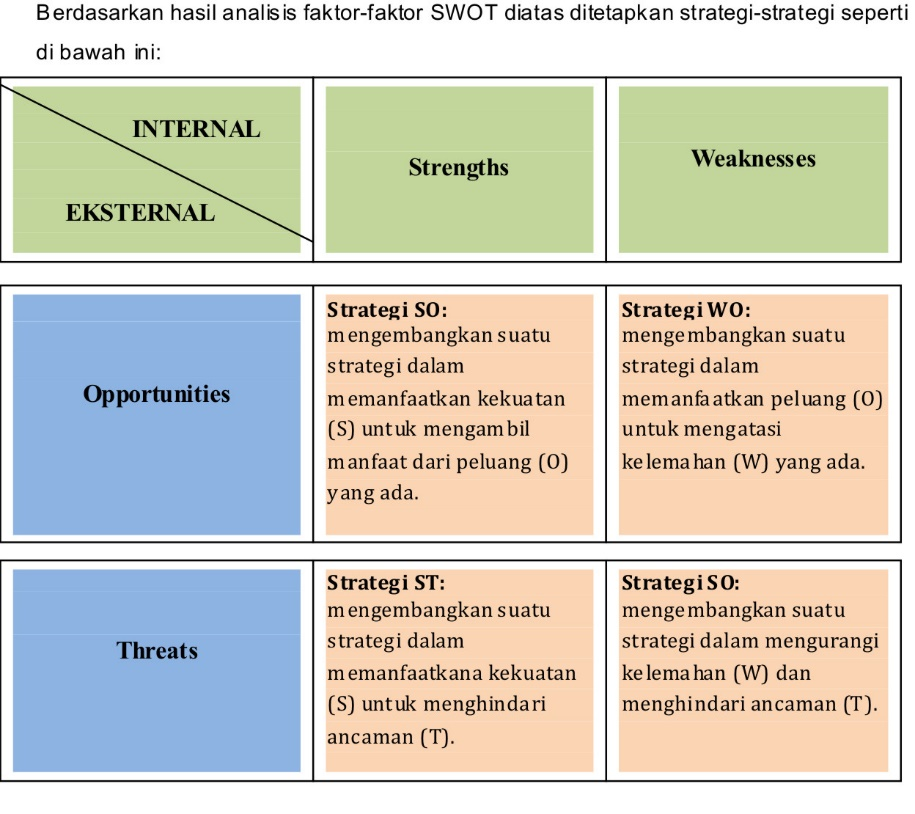 Berdasarkan hasil analisis faktor-faktor SWOT diatas ditetapkan strategi-strategi seperti
di bawah ini:
INTERNAL
EKSTERNAL
Strengths
Weaknesses
Opportunities
Strategi SO:
mengembangkan suatu
strategi dalam
memanfaatkan kekuatan
(S) untuk mengambil
manfaat dari peluang (O)
yang ada.
Strategi WO:
mengembangkan suatu
strategi dalam
memanfaatkan peluang (O)
untuk mengatasi
kelemahan (W) yang ada.
Threats
Strategi ST:
mengembangkan suatu
strategi dalam
memanfaatkana kekuatan
(S) untuk menghindari
ancaman (T).
Strategi SO:
mengembangkan suatu
strategi dalam mengurangi
kelemahan (W) dan
menghindari ancaman (T).